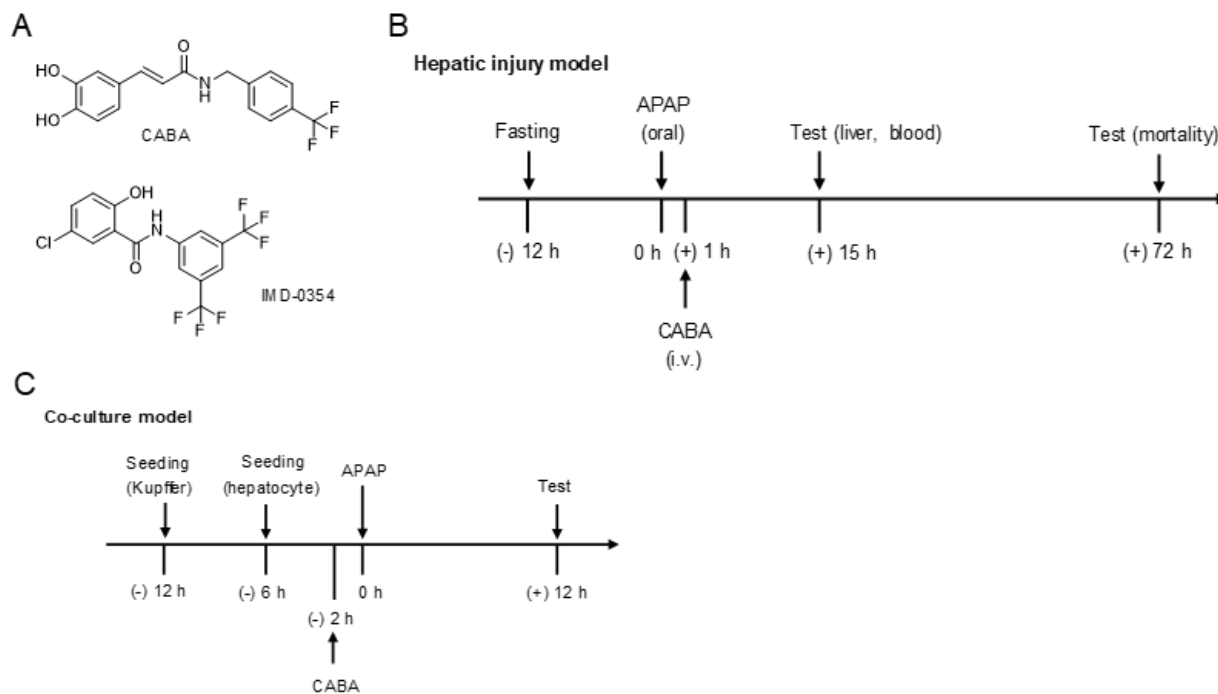 A
HO
HO
O
N
H
F
F
F
CABA
OH
Cl
O
H
N
F
F
F
F
F
F
IMD-0354
B
Hepatic injury model
Fasting
APAP
(oral)
Test (liver, blood)
Test (mortality)
(-) 12 h
0 h
(+) 1 h
(+) 15 h
(+) 72 h
CABA
(i.v.)
C
Co-culture model
Seeding
(Kupffer)
Seeding
(hepatocyte)
APAP
Test
(-) 12 h
(-) 6 h
(-) 2 h
0 h
(+) 12 h
CABA